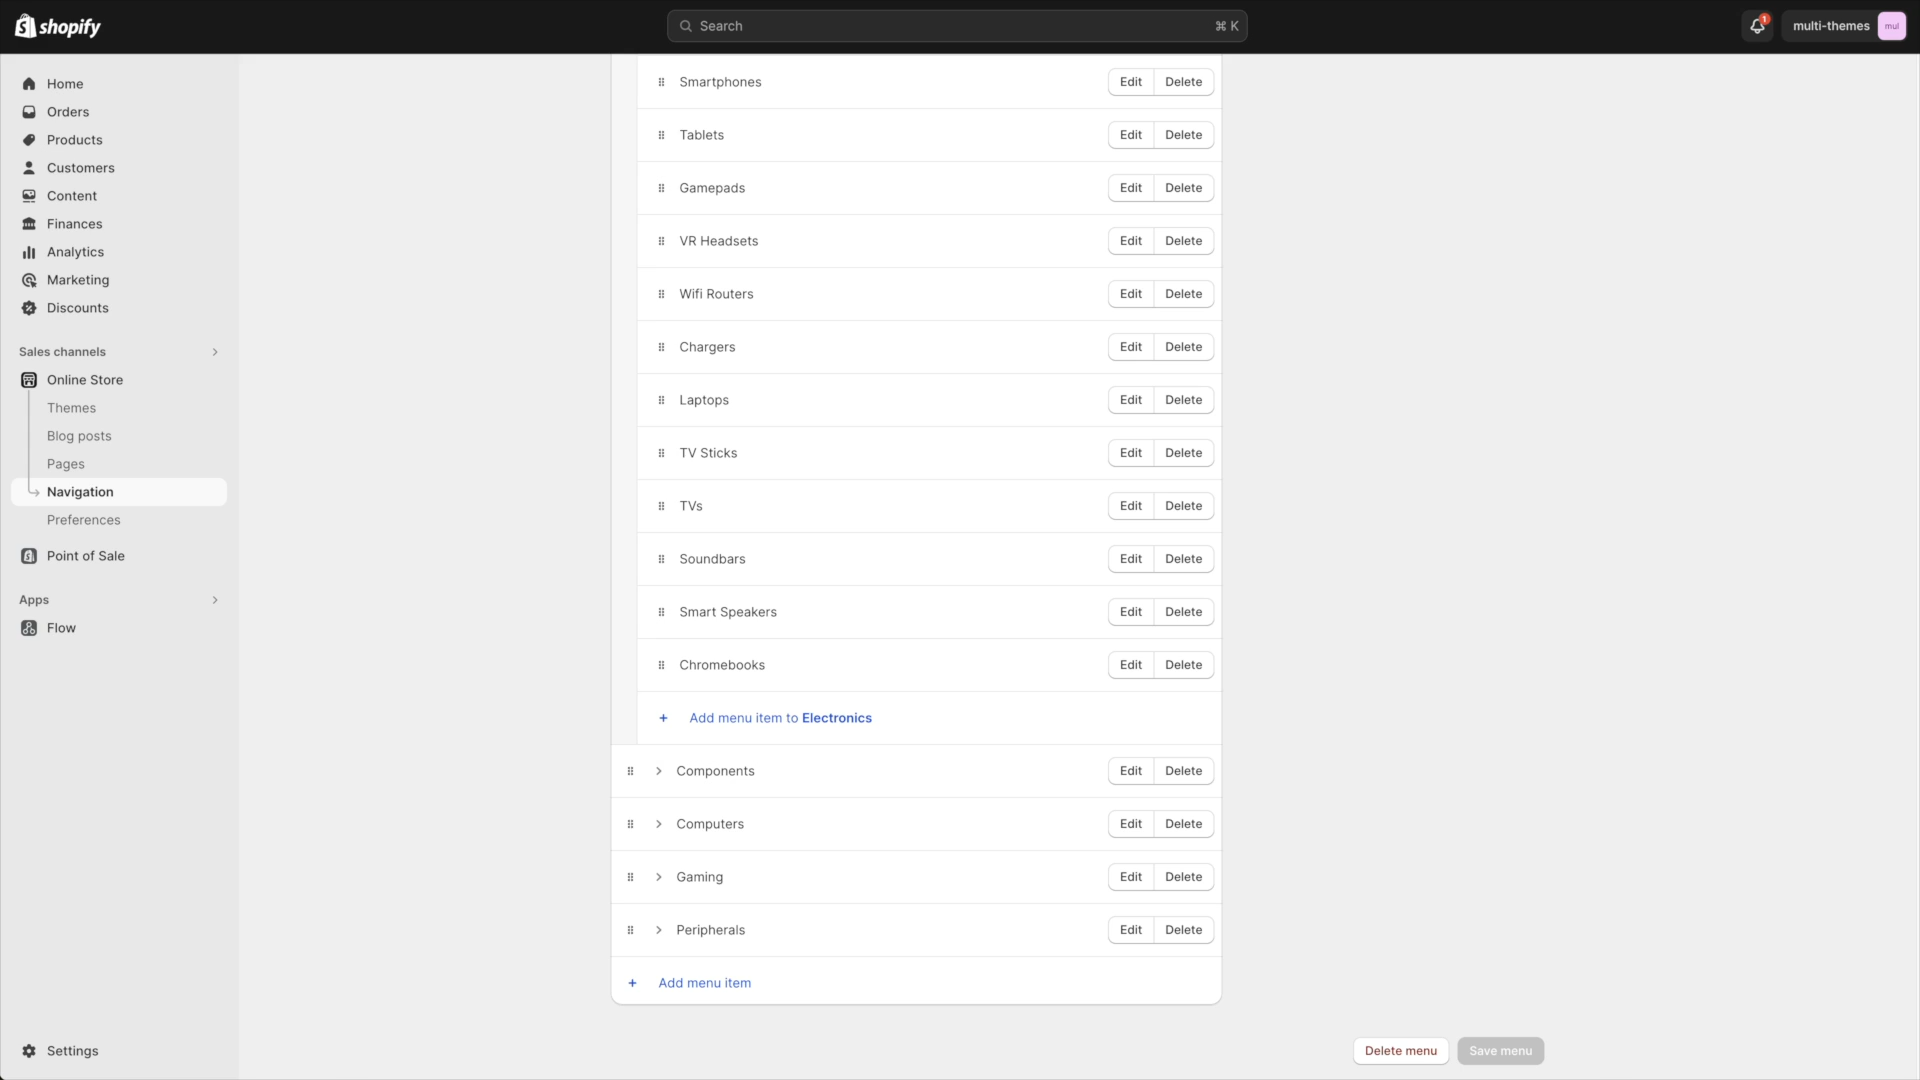 shopify
Search
⌘ K
1
multi-themes
mul
Home
Orders
Products
Customers
Content
Finances
Analytics
Marketing
Discounts
Sales channels
Online Store
Themes
Blog posts
Pages
Navigation
Preferences
Point of Sale
Apps
Flow
Settings
Smartphones Edit Delete
Tablets Edit Delete
Gamepads Edit Delete
VR Headsets Edit Delete
Wifi Routers Edit Delete
Chargers Edit Delete
Laptops Edit Delete
TV Sticks Edit Delete
TVs Edit Delete
Soundbars Edit Delete
Smart Speakers Edit Delete
Chromebooks Edit Delete
+ Add menu item to Electronics
Components Edit Delete
Computers Edit Delete
Gaming Edit Delete
Peripherals Edit Delete
+ Add menu item
Delete menu Save menu